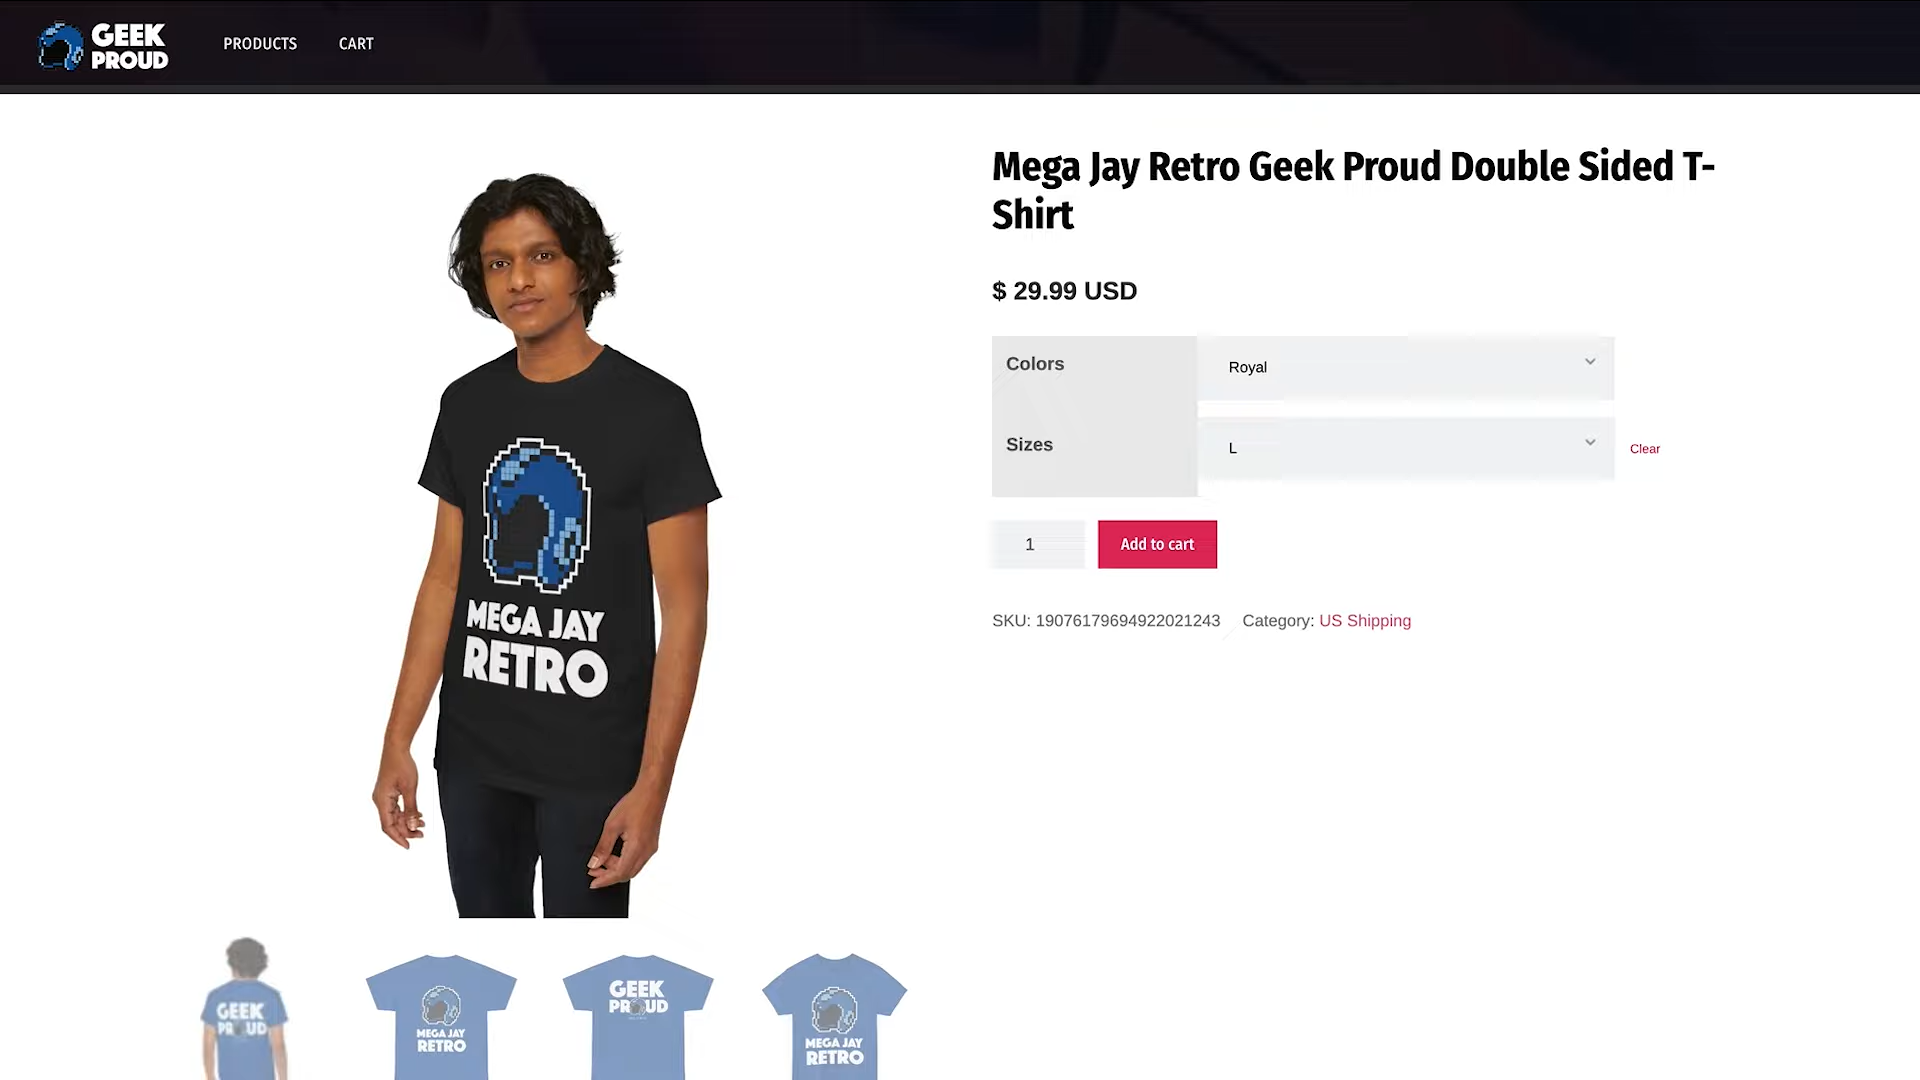 GEEK
PROUD
PRODUCTS
CART
Mega Jay Retro Geek Proud Double Sided T-
Shirt
$ 29.99 USD
Colors
Royal
Sizes
L
Clear
1
Add to cart
SKU: 19076179694922021243
Category: US Shipping
MEGA JAY
RETRO
GEEK
PROUD
MEGA JAY
RETRO
GEEK
PROUD
MEGA JAY
RETRO